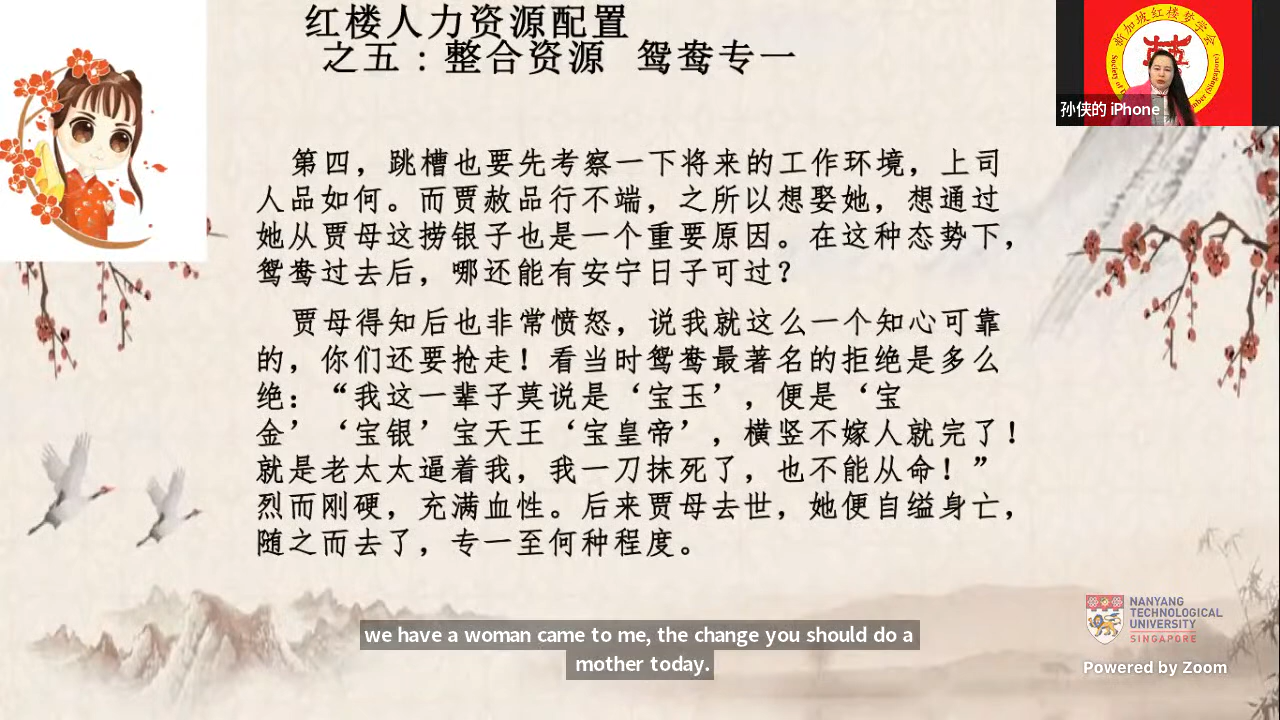 红楼人力资源配置
之五：整合资源 鸳鸯专一
新加坡红楼梦学会
孙侠的 iPhone
第四，跳槽也要先考察一下将来的工作环境，上司
人品如何。而贾赦品行不端，之所以想娶她，想通过
她从贾母这捞银子也是一个重要原因。在这种态势下，
鸳鸯过去后，哪还能有安宁日子可过？
贾母得知后也非常愤怒，说我就这么一个知心可靠
的，你们还要抢走！看当时鸳鸯最著名的拒绝是多么
绝：“我这一辈子莫说是‘宝玉’，便是‘宝
金’‘宝银’宝天王‘宝皇帝’，横竖不嫁人就完了！
就是老太太逼着我，我一刀抹死了，也不能从命！”
烈而刚硬，充满血性。后来贾母去世，她便自缢身亡，
随之而去了，专一至何种程度。
NANYANG
TECHNOLOGICAL
UNIVERSITY
SINGAPORE
we have a woman came to me, the change you should do a
mother today.
Powered by Zoom